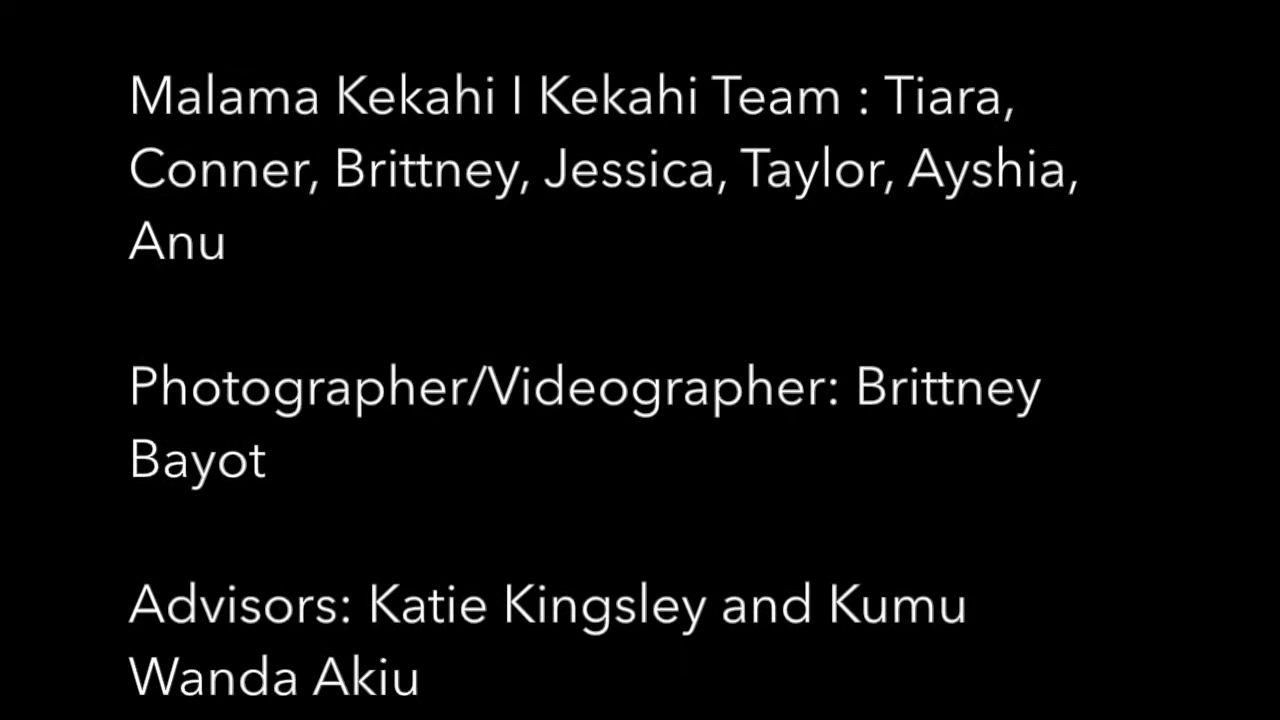 Malama Kekahi I Kekahi Team : Tiara,
Conner, Brittney, Jessica, Taylor, Ayshia,
Anu
Photographer/Videographer: Brittney
Bayot
Advisors: Katie Kingsley and Kumu
Wanda Akiu